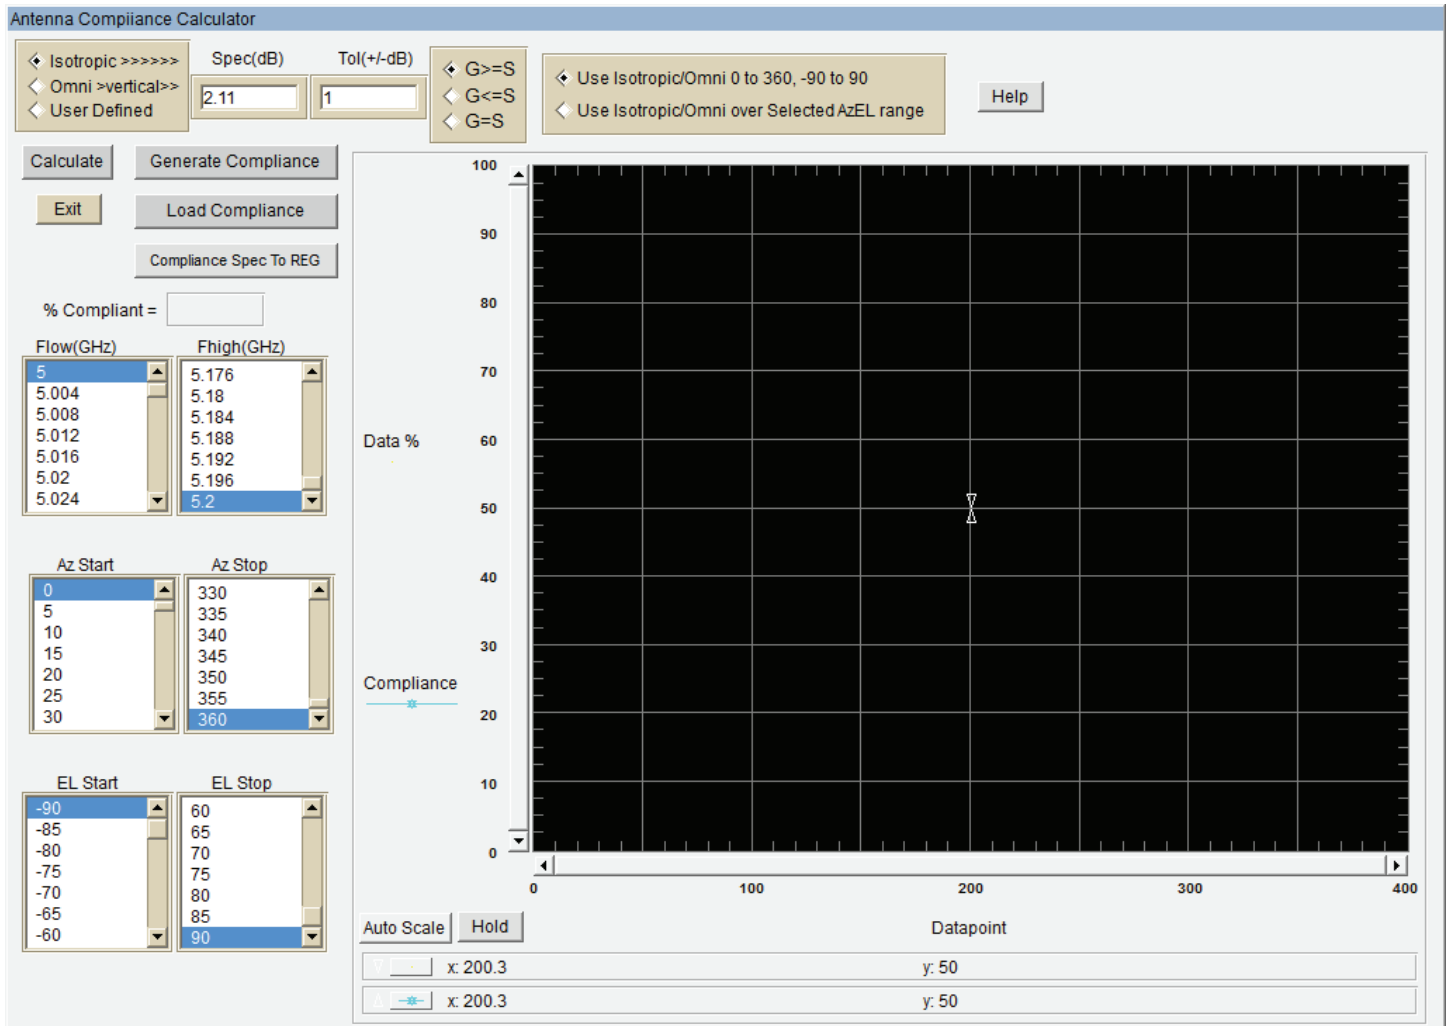 Antenna Compiiance Calculator
Isotropic >>>>>>
Omni >vertical>>
User Defined
Spec(dB)
2.11
Tol(+/-dB)
1
G>=S
G<=S
G=S
Use Isotropic/Omni 0 to 360, -90 to 90
Use Isotropic/Omni over Selected AzEL range
Help
Calculate
Generate Compliance
Exit
Load Compliance
Compliance Spec To REG
% Compliant =
Flow(GHz)
5
5.004
5.008
5.012
5.016
5.02
5.024
Fhigh(GHz)
5.176
5.18
5.184
5.188
5.192
5.196
5.2
Az Start
0
5
10
15
20
25
30
Az Stop
330
335
340
345
350
355
360
EL Start
-90
-85
-80
-75
-70
-65
-60
EL Stop
60
65
70
75
80
85
90
Data %
Compliance
100
90
80
70
60
50
40
30
20
10
0
0 100 200 300 400
Auto Scale
Hold
Datapoint
x: 200.3 y: 50
x: 200.3 y: 50